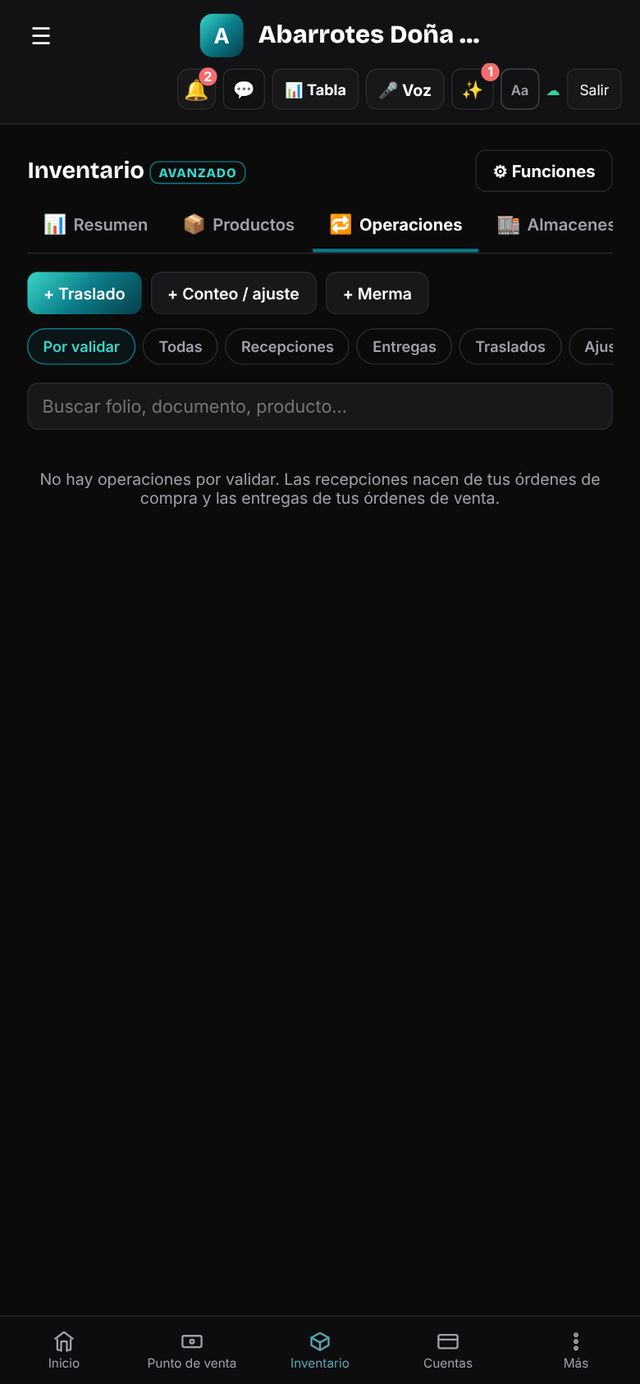 ☰ A Abarrotes Doña ...
2 1
🔔 💬 📊 Tabla 🎤 Voz ✨ Aa ☁ Salir
Inventario AVANZADO ⚙ Funciones
📊 Resumen 📦 Productos 🔁 Operaciones 🏬 Almacenes
+ Traslado + Conteo / ajuste + Merma
Por validar Todas Recepciones Entregas Traslados Ajus
Buscar folio, documento, producto...
No hay operaciones por validar. Las recepciones nacen de tus órdenes de
compra y las entregas de tus órdenes de venta.
Inicio Punto de venta Inventario Cuentas Más